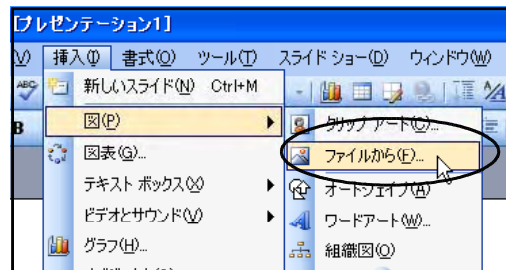 [プレゼンテーション1]
(V) 挿入(I) 書式(O) ツール(T) スライド ショー(D) ウィンドウ(W)
新しいスライド(N) Ctrl+M
図(P)
クリップ アート(C)...
図表(G)...
ファイルから(F)...
テキスト ボックス(X)
オートシェイプ(A)
ビデオとサウンド(V)
ワードアート(W)...
グラフ(H)...
組織図(O)